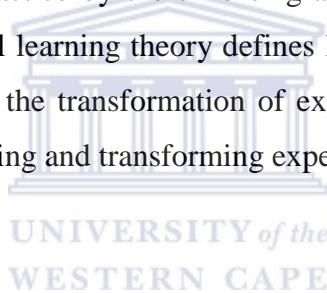 l learning theory defines
the transformation of ex
ing and transforming expe
UNIVERSITY of the
WESTERN CAPE